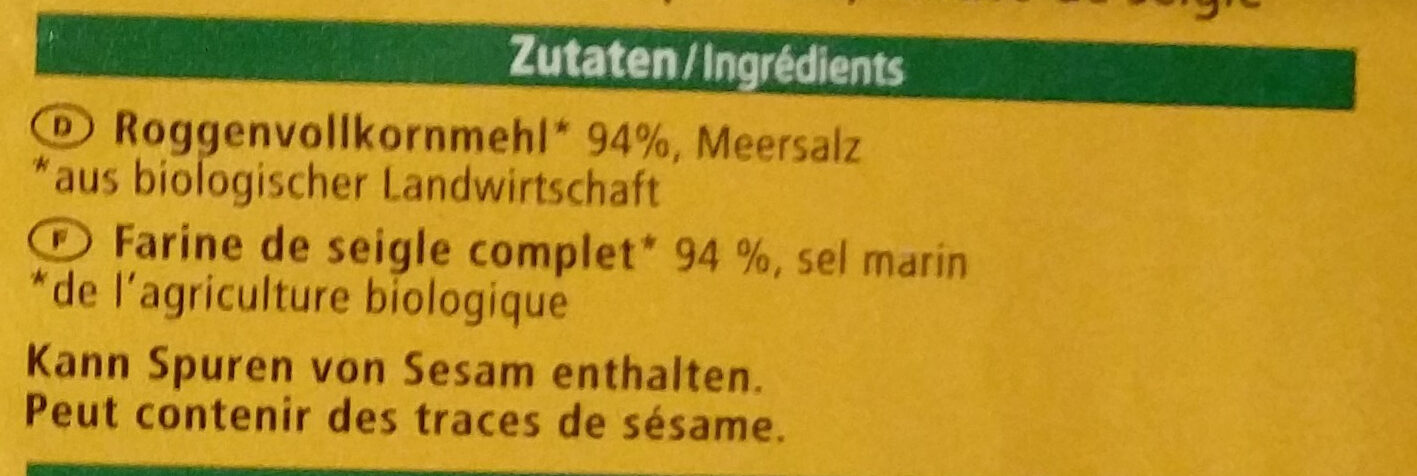 Zutaten/Ingrédients
D Roggenvollkornmehl* 94%, Meersalz
*aus biologischer Landwirtschaft
F Farine de seigle complet* 94 %, sel marin
*de l'agriculture biologique
Kann Spuren von Sesam enthalten.
Peut contenir des traces de sésame.